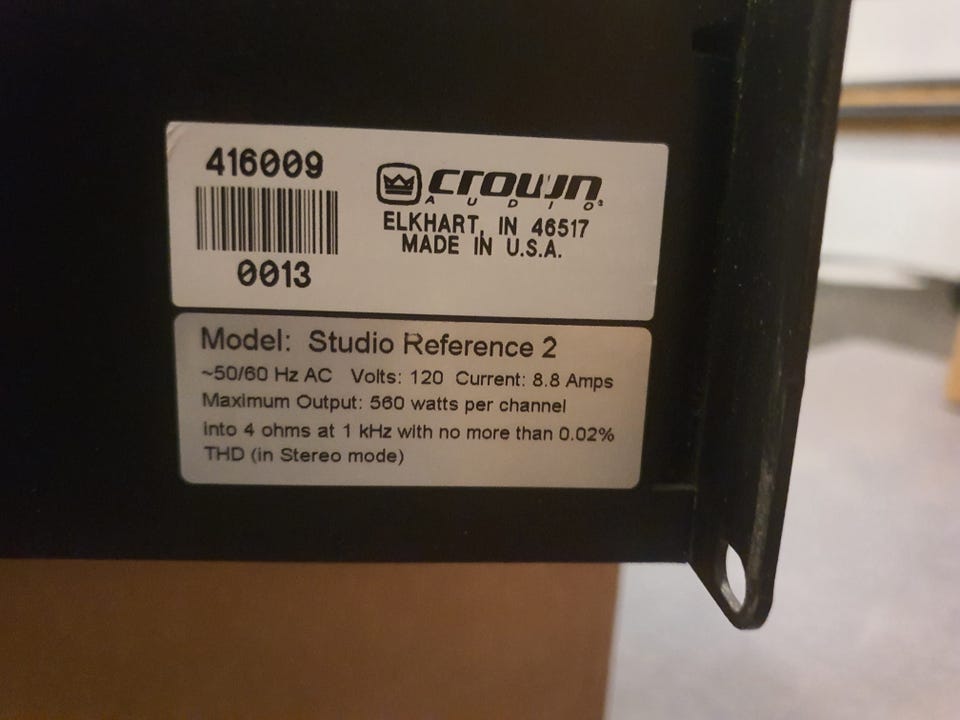 416009
0013
crown
AUDIO
ELKHART, IN 46517
MADE IN U.S.A.
Model: Studio Reference 2
~50/60 Hz AC Volts: 120 Current: 8.8 Amps
Maximum Output: 560 watts per channel
into 4 ohms at 1 kHz with no more than 0.02%
THD (in Stereo mode)